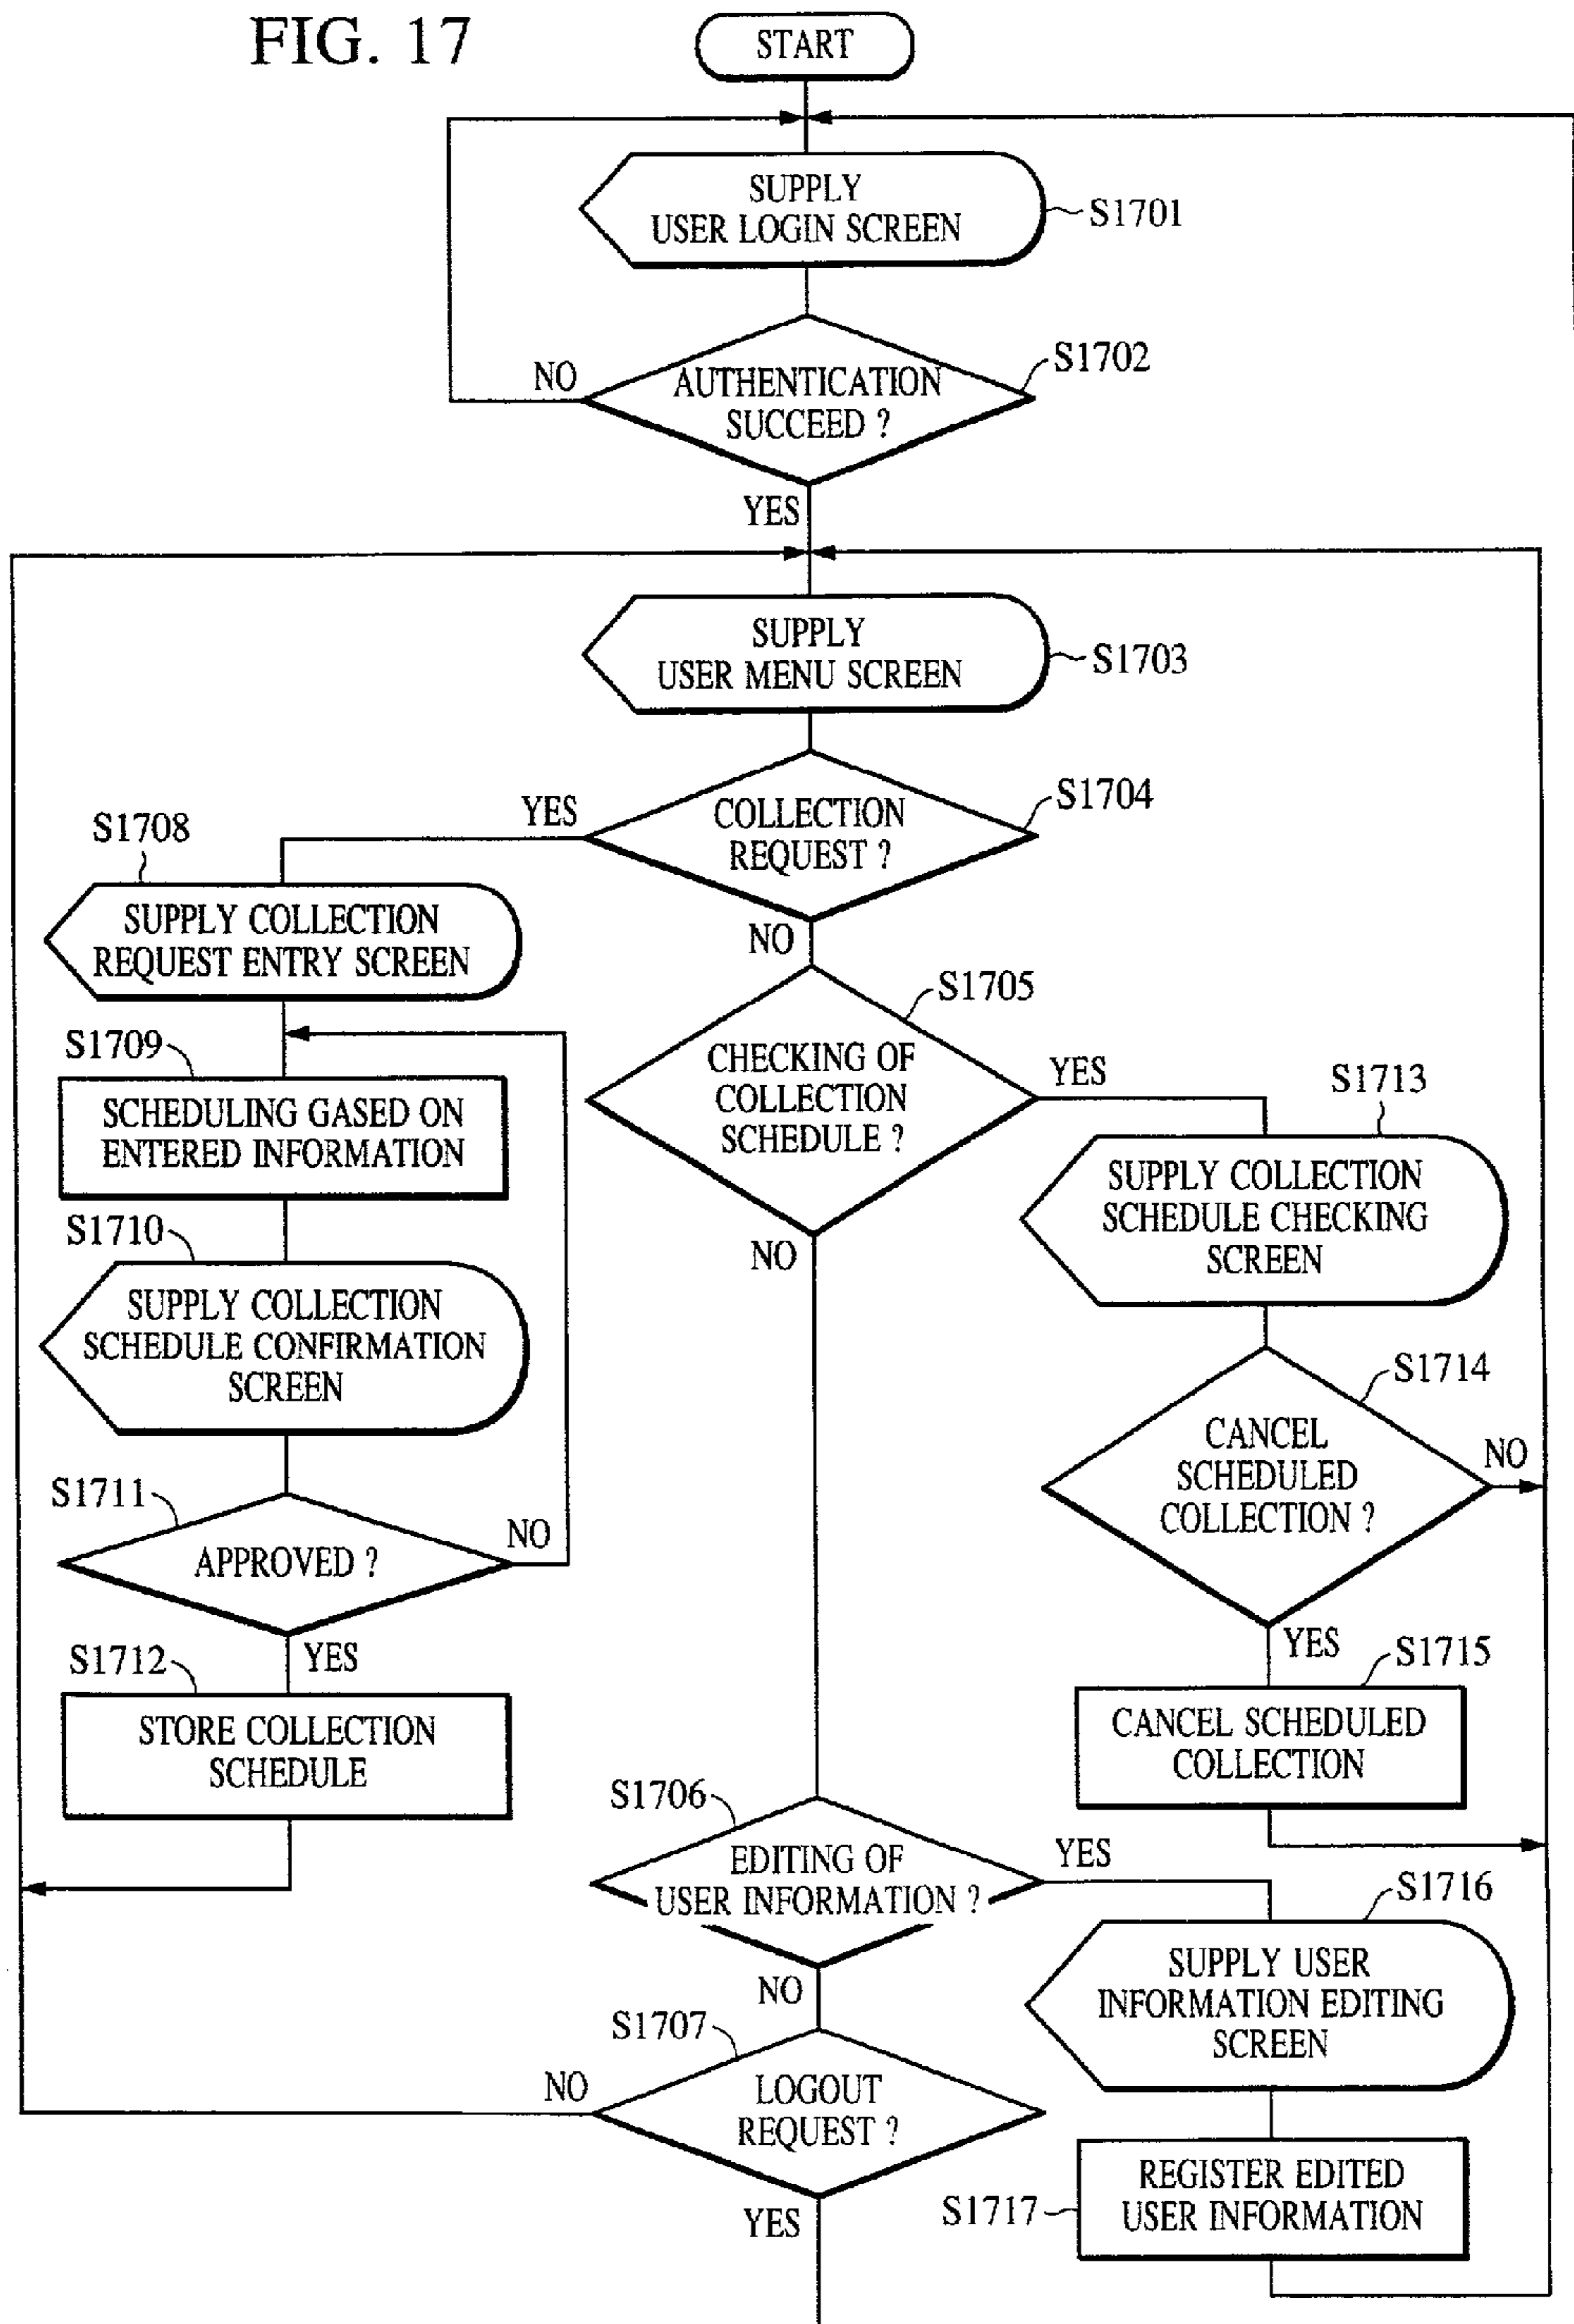 FIG. 17
START
SUPPLY
USER LOGIN SCREEN
S1701
S1702
NO
AUTHENTICATION
SUCCEED ?
YES
SUPPLY
USER MENU SCREEN
S1703
S1704
YES
COLLECTION
REQUEST ?
NO
S1708
SUPPLY COLLECTION
REQUEST ENTRY SCREEN
S1705
CHECKING OF
COLLECTION
SCHEDULE ?
YES
NO
S1709
SCHEDULING GASED ON
ENTERED INFORMATION
S1713
SUPPLY COLLECTION
SCHEDULE CHECKING
SCREEN
S1710
SUPPLY COLLECTION
SCHEDULE CONFIRMATION
SCREEN
S1714
CANCEL
SCHEDULED
COLLECTION ?
NO
YES
S1711
APPROVED ?
NO
YES
S1712
STORE COLLECTION
SCHEDULE
S1715
CANCEL SCHEDULED
COLLECTION
S1706
EDITING OF
USER INFORMATION ?
YES
NO
S1716
SUPPLY USER
INFORMATION EDITING
SCREEN
S1707
NO
LOGOUT
REQUEST ?
YES
S1717
REGISTER EDITED
USER INFORMATION